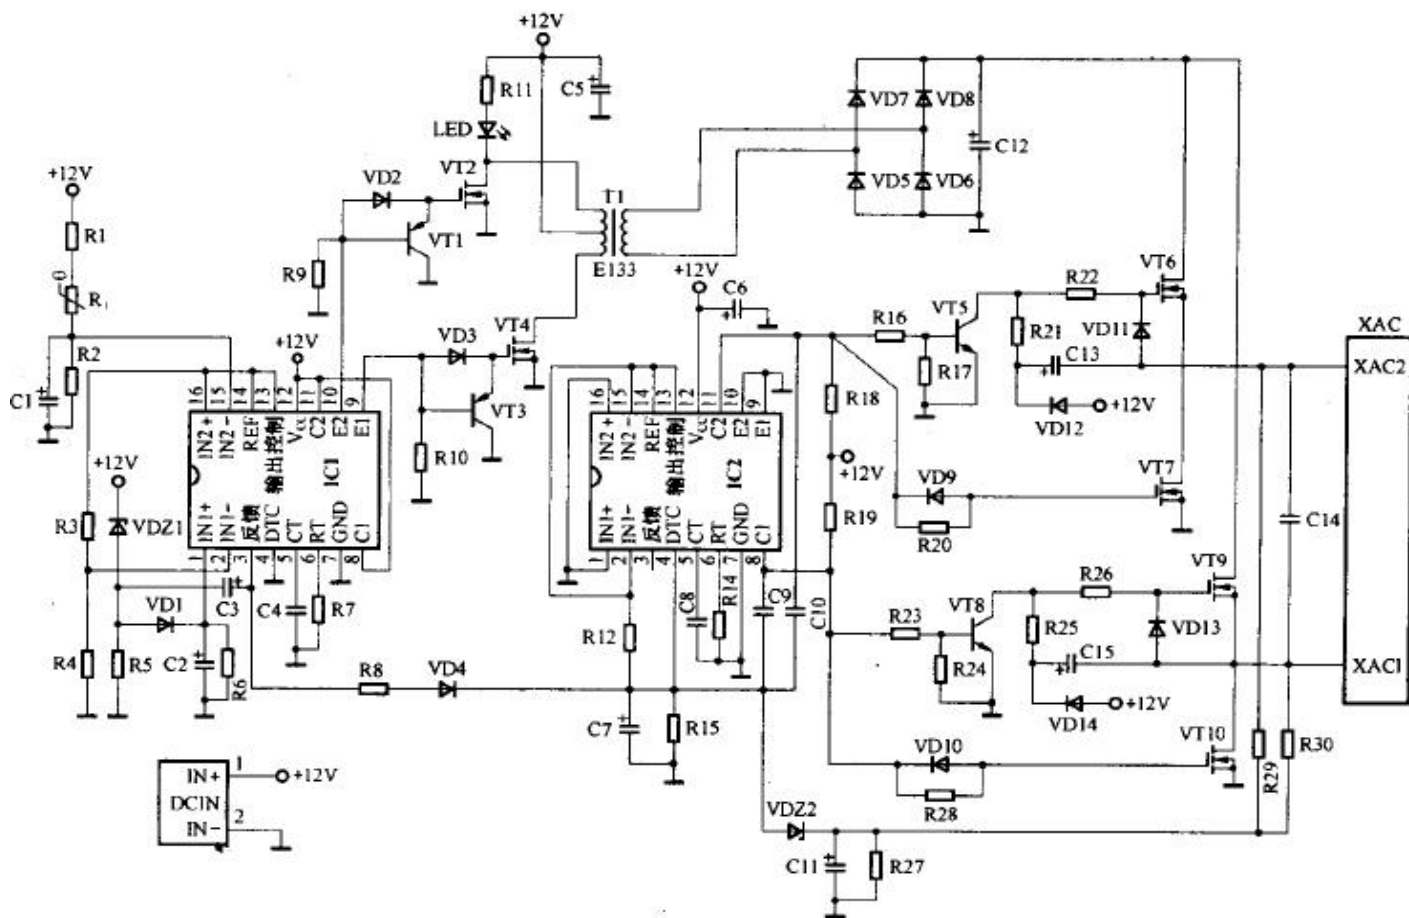 +12V
R11
C5
LED
VD7
VD8
C12
+12V
VD2
VT2
VD5
VD6
T1
R1
VT1
E133
R9
+12V
C6
VT6
R22
VT5
R16
XAC
R2
VD3
VT4
R21
VD11
+12V
C13
XAC2
C1
R17
16 15 14 13 12 11 10 9
VT3
16 15 14 13 12 11 10 9
R18
+12V
VD12
IN2+ IN2- REF 输出控制 Vcc C2 E2 E1
IC1
IN1+ IN1- 反馈 DTC CT RT GND C1
1 2 3 4 5 6 7 8
R10
IN2+ IN2- REF 输出控制 Vcc C2 E2 E1
IC2
IN1+ IN1- 反馈 DTC CT RT GND C1
1 2 3 4 5 6 7 8
+12V
+12V
VD9
VT7
R3
VDZ1
R19
C14
R20
VD1
C3
C4
R7
C8
R14
C9
C10
R26
VT9
R12
R23
VT8
R25
VD13
R4
R5
C2
R6
R24
C15
XAC1
R8
VD4
VD14
+12V
C7
R15
VT10
VD10
R29
R30
IN+
1
+12V
DCIN
IN-
2
R28
VDZ2
C11
R27